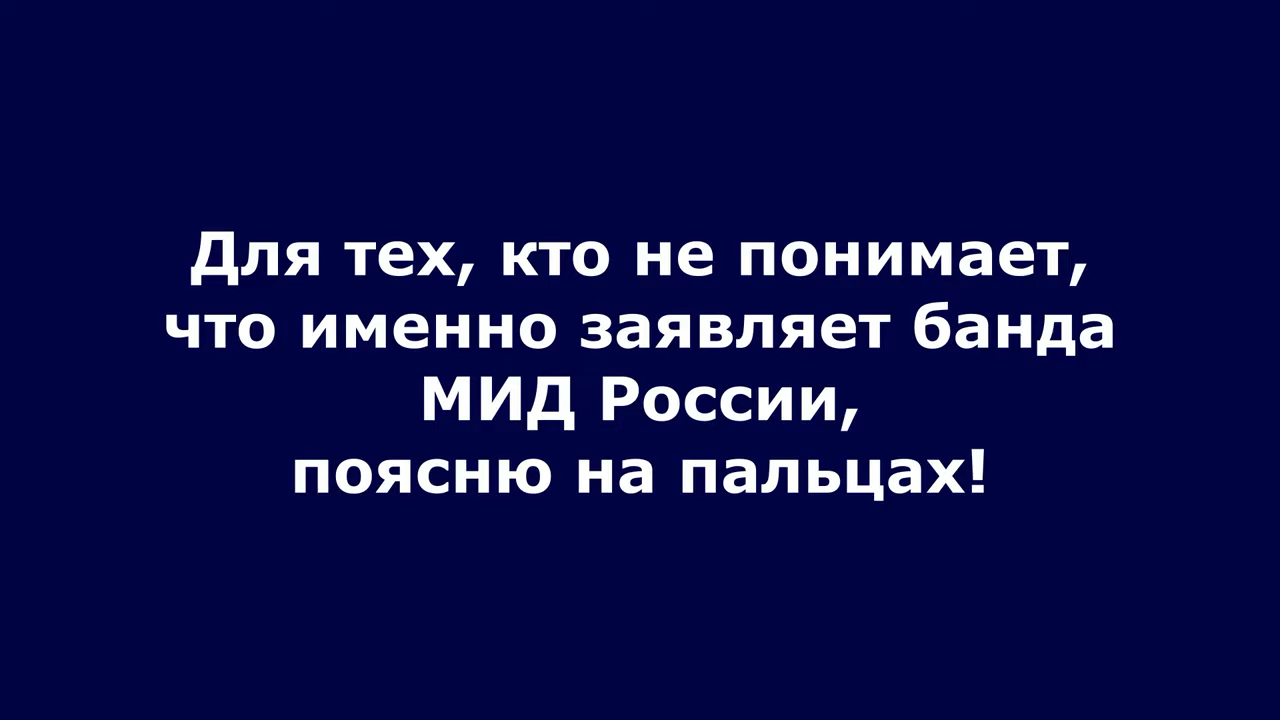 Для тех, кто не понимает,
что именно заявляет банда
МИД России,
поясню на пальцах!